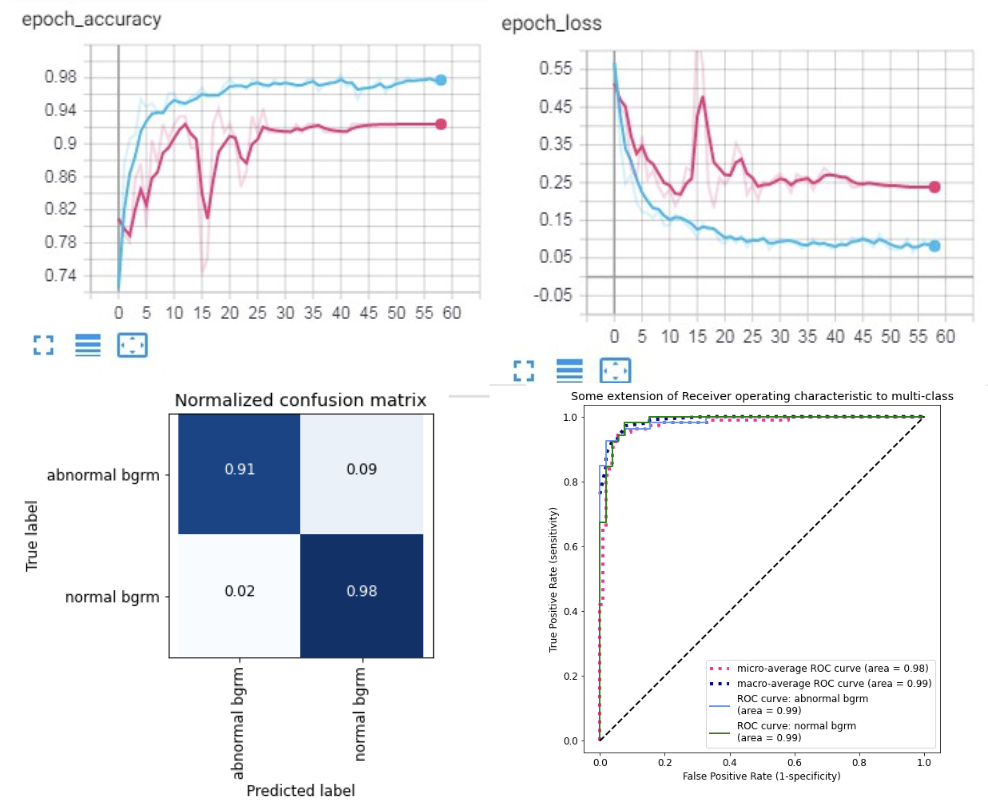 epoch_accuracy
0.98
0.94
0.9
0.86
0.82
0.78
0.74
0 5 10 15 20 25 30 35 40 45 50 55 60
epoch_loss
0.55
0.45
0.35
0.25
0.15
0.05
-0.05
0 5 10 15 20 25 30 35 40 45 50 55 60
Normalized confusion matrix
True label
abnormal bgrm
0.91 0.09
normal bgrm
0.02 0.98
abnormal bgrm
normal bgrm
Predicted label
Some extension of Receiver operating characteristic to multi-class
True Positive Rate (sensitivity)
1.0
0.8
0.6
0.4
0.2
0.0
micro-average ROC curve (area = 0.98)
macro-average ROC curve (area = 0.99)
ROC curve: abnormal bgrm
(area = 0.99)
ROC curve: normal bgrm
(area = 0.99)
0.0 0.2 0.4 0.6 0.8 1.0
False Positive Rate (1-specificity)